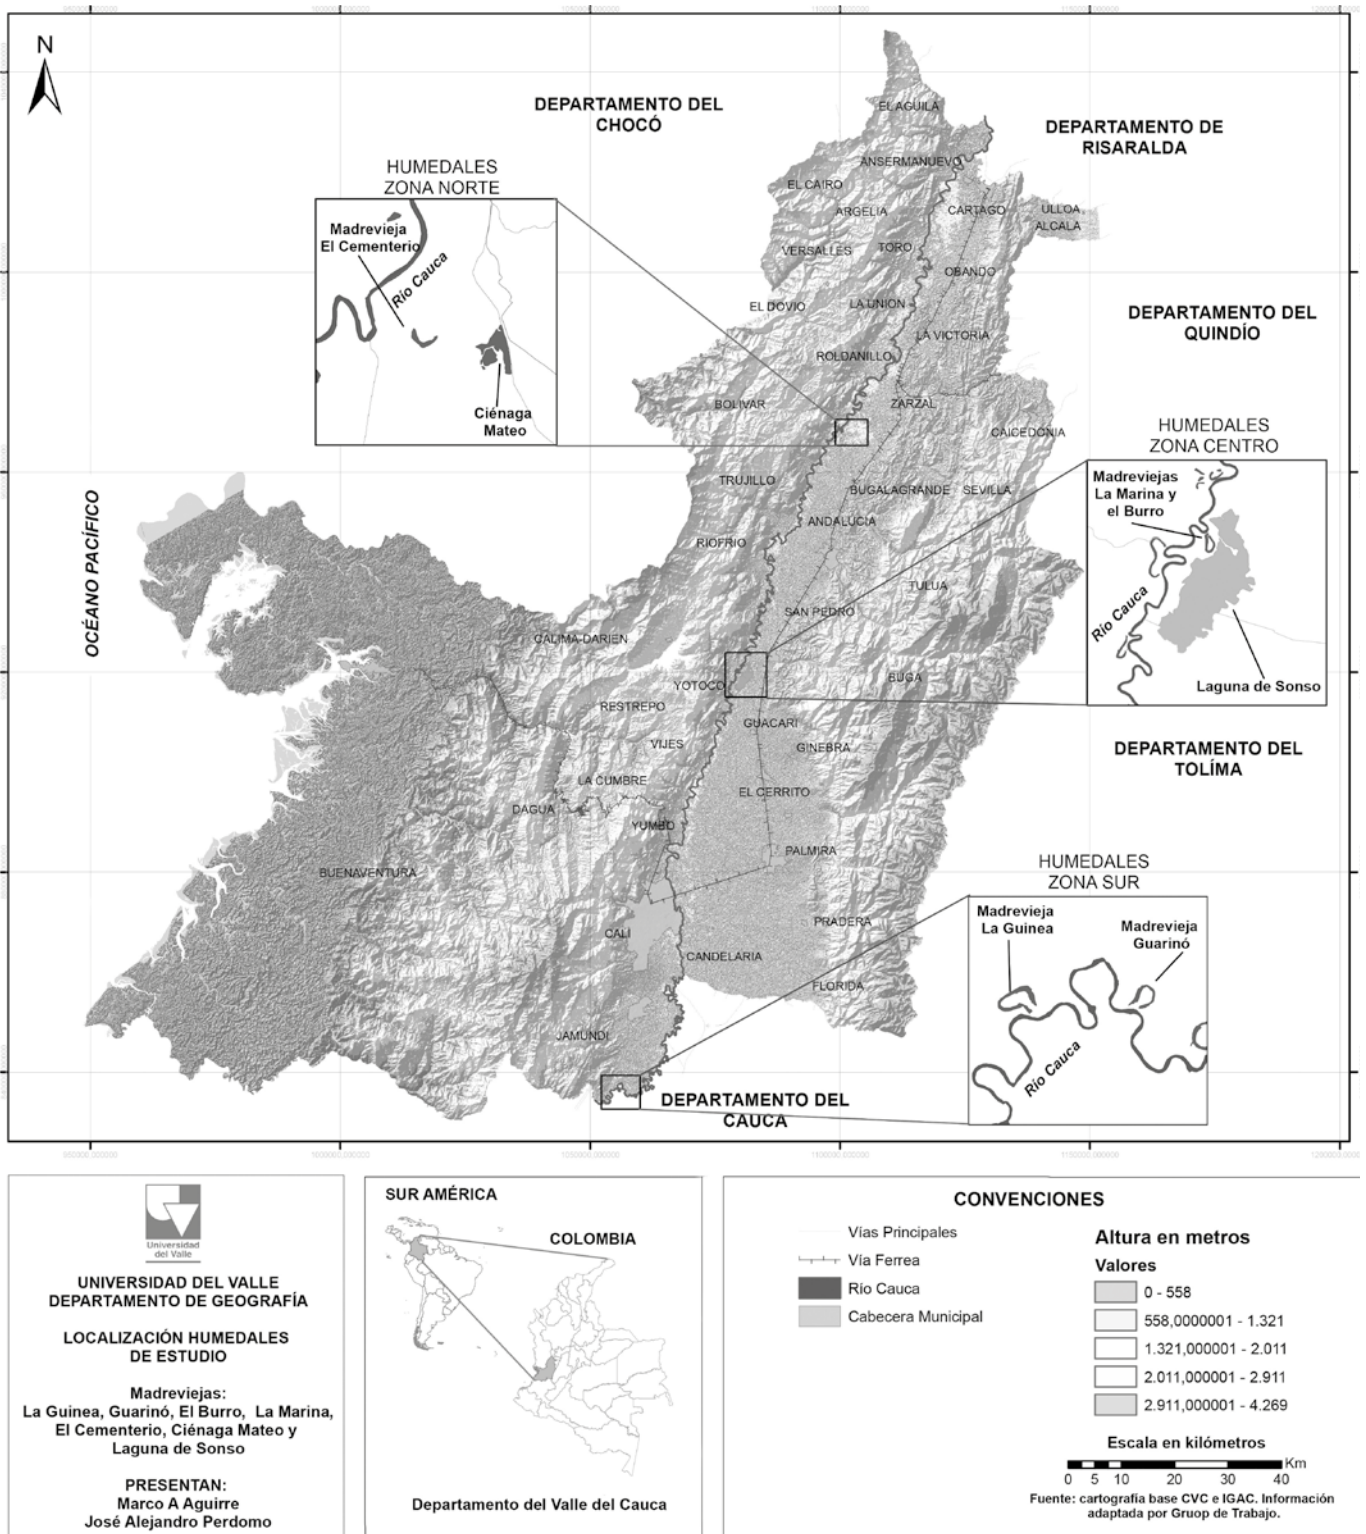 N
DEPARTAMENTO DEL
CHOCÓ
DEPARTAMENTO DE
RISARALDA
DEPARTAMENTO DEL
QUINDÍO
DEPARTAMENTO DEL
TOLÍMA
DEPARTAMENTO DEL
CAUCA
OCÉANO PACÍFICO
HUMEDALES
ZONA NORTE
Madrevieja
El Cementerio
Río Cauca
Ciénaga
Mateo
HUMEDALES
ZONA CENTRO
Madreviejas
La Marina y
el Burro
Río Cauca
Laguna de Sonso
HUMEDALES
ZONA SUR
Madrevieja
La Guinea
Madrevieja
Guarinó
Río Cauca
EL AGUILA
ANSERMANUEVO
EL CAIRO
ARGELIA
CARTAGO
ULLOA
ALCALA
VERSALLES
TORO
OBANDO
EL DOVIO
LA UNION
LA VICTORIA
ROLDANILLO
BOLIVAR
ZARZAL
CAICEDONIA
TRUJILLO
BUGALAGRANDE
SEVILLA
ANDALUCIA
RIOFRIO
TULUA
SAN PEDRO
CALIMA-DARIEN
YOTOCO
BUGA
RESTREPO
GUACARI
VIJES
GINEBRA
LA CUMBRE
EL CERRITO
DAGUA
YUMBO
PALMIRA
BUENAVENTURA
PRADERA
CALI
CANDELARIA
FLORIDA
JAMUNDI
Universidad
del Valle
UNIVERSIDAD DEL VALLE
DEPARTAMENTO DE GEOGRAFÍA
LOCALIZACIÓN HUMEDALES
DE ESTUDIO
Madreviejas:
La Guinea, Guarinó, El Burro, La Marina,
El Cementerio, Ciénaga Mateo y
Laguna de Sonso
PRESENTAN:
Marco A Aguirre
José Alejandro Perdomo
SUR AMÉRICA
COLOMBIA
Departamento del Valle del Cauca
CONVENCIONES
Vías Principales
Vía Ferrea
Río Cauca
Cabecera Municipal
Altura en metros
Valores
0 - 558
558,0000001 - 1.321
1.321,000001 - 2.011
2.011,000001 - 2.911
2.911,000001 - 4.269
Escala en kilómetros
Km
0 5 10 20 30 40
Fuente: cartografía base CVC e IGAC. Información
adaptada por Gruop de Trabajo.